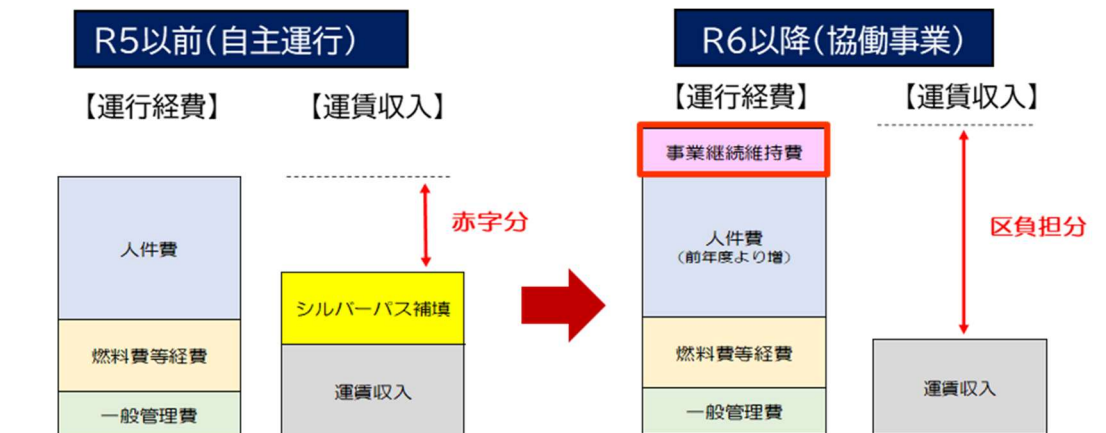 R5以前(自主運行)
【運行経費】
【運賃収入】
人件費
燃料費等経費
一般管理費
赤字分
シルバーパス補填
運賃収入
R6以降(協働事業)
【運行経費】
【運賃収入】
事業継続維持費
人件費
(前年度より増)
燃料費等経費
一般管理費
区負担分
運賃収入